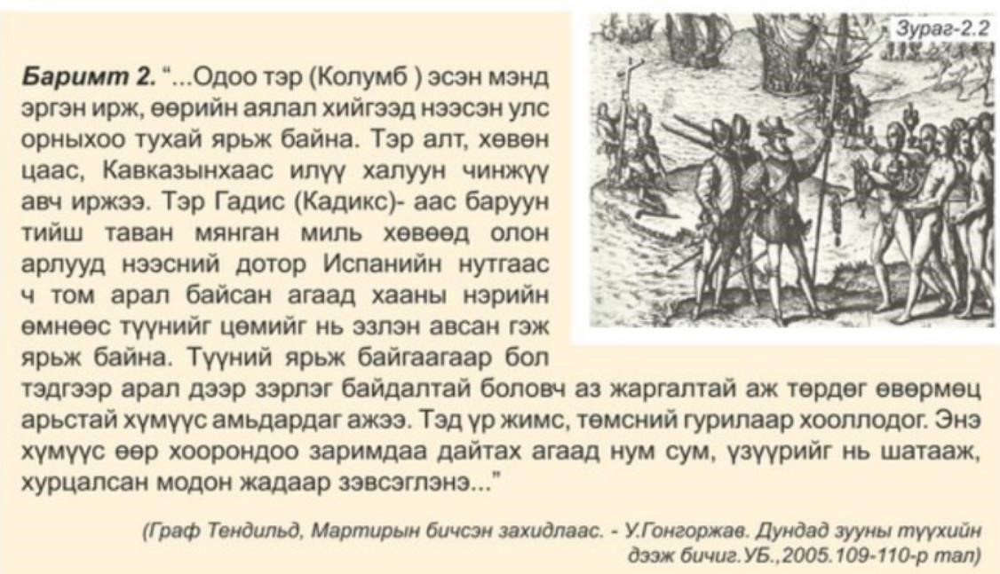 Зураг-2.2
Баримт 2. “...Одоо тэр (Колумб ) эсэн мэнд
эргэн ирж, өөрийн аялал хийгээд нээсэн улс
орныхоо тухай ярьж байна. Тэр алт, хөвөн
цаас, Кавказынхаас илүү халуун чинжүү
авч иржээ. Тэр Гадис (Кадикс)- аас баруун
тийш таван мянган миль хөвөөд олон
арлууд нээсний дотор Испанийн нутгаас
ч том арал байсан агаад хааны нэрийн
өмнөөс түүнийг цөмийг нь эзлэн авсан гэж
ярьж байна. Түүний ярьж байгаагаар бол
тэдгээр арал дээр зэрлэг байдалтай боловч аз жаргалтай аж төрдөг өвөрмөц
арьстай хүмүүс амьдардаг ажээ. Тэд үр жимс, төмсний гурилаар хооллодог. Энэ
хүмүүс өөр хоорондоо заримдаа дайтах агаад нум сум, үзүүрийг нь шатааж,
хурцалсан модон жадаар зэвсэглэнэ...”
(Граф Тендильд, Мартирын бичсэн захидлаас. - У.Гонгоржав. Дундад зууны түүхийн
дээж бичиг.УБ.,2005.109-110-р тал)